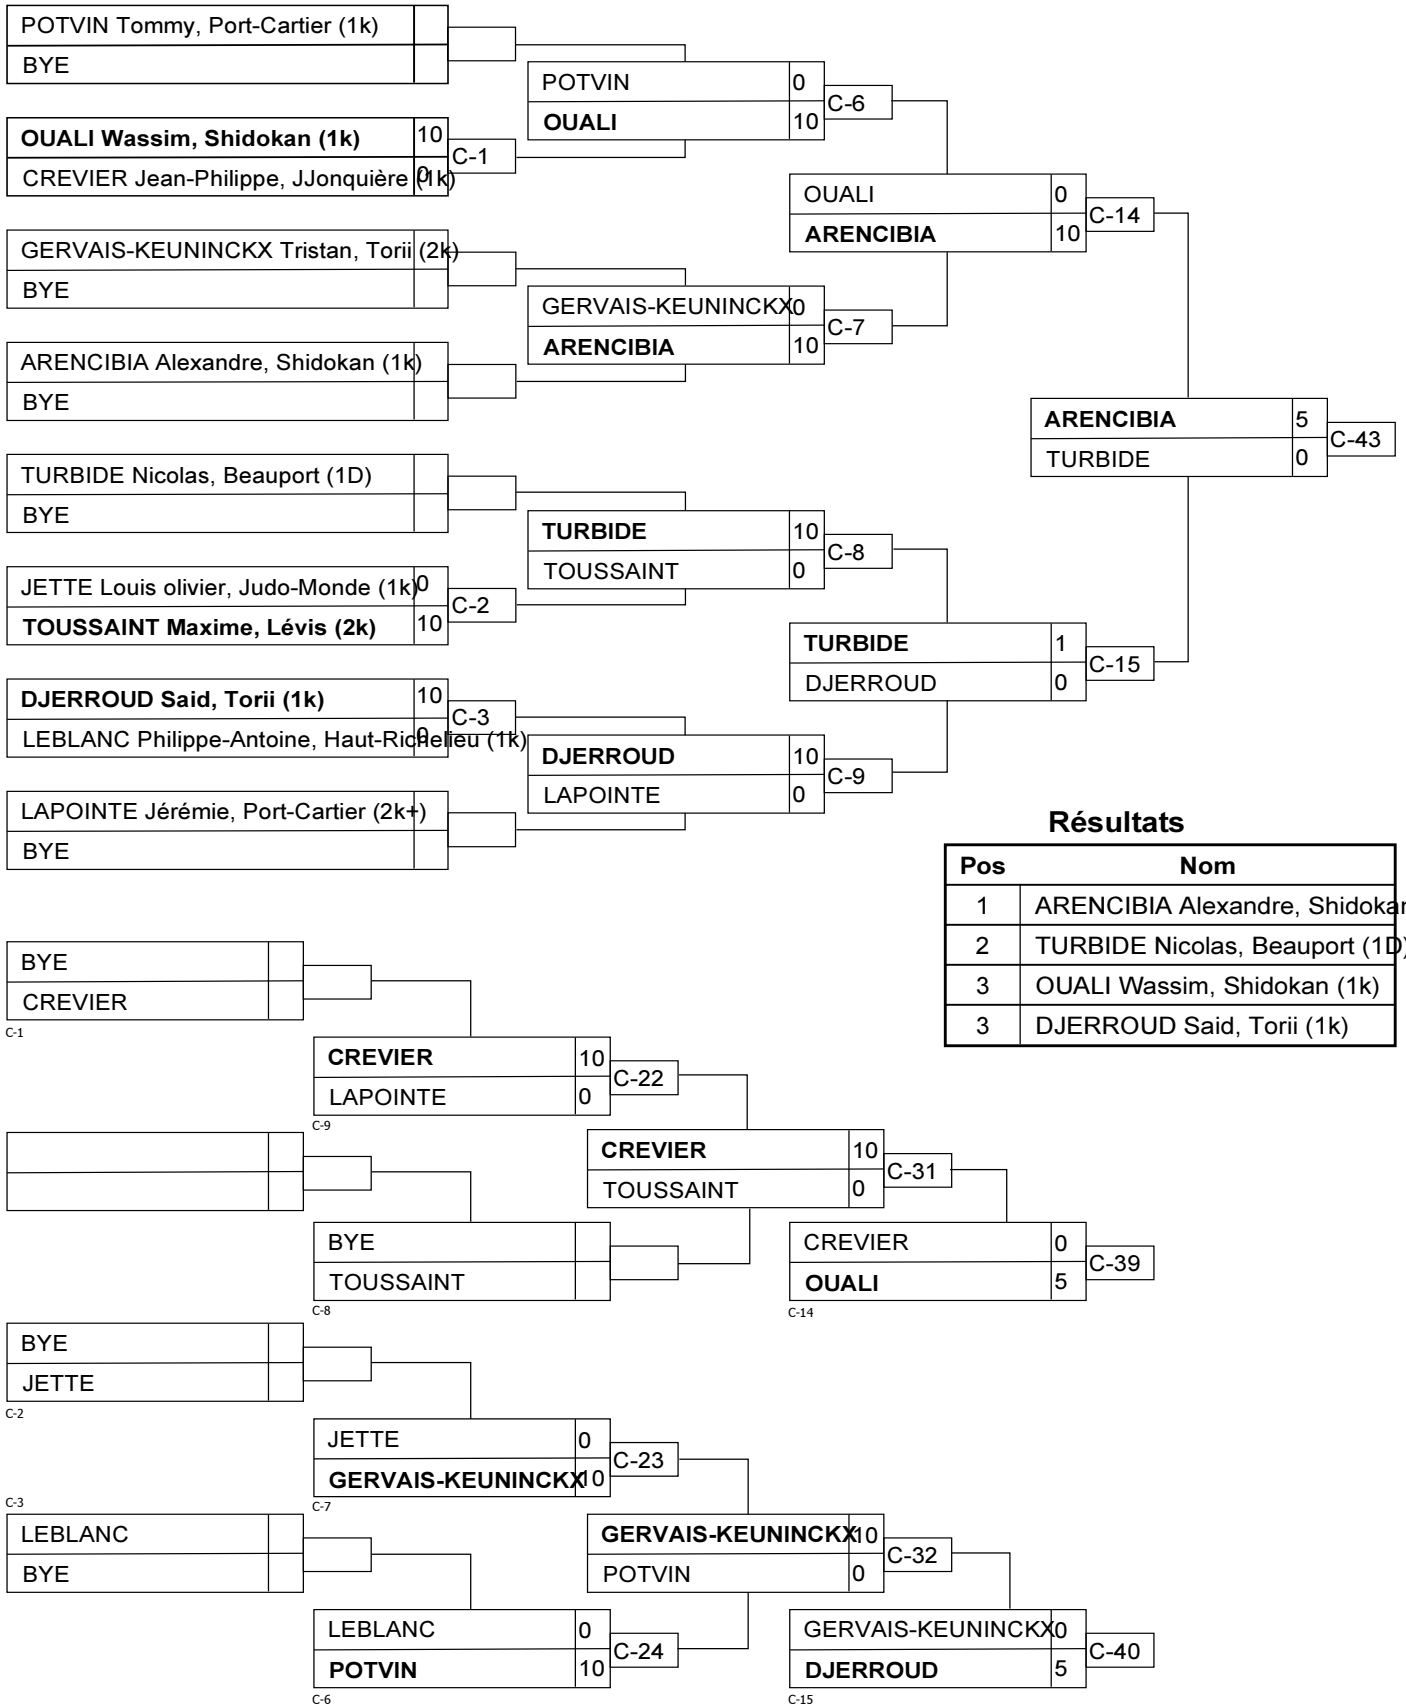 POTVIN Tommy, Port-Cartier (1k)
BYE
OUALI Wassim, Shidokan (1k) 10
CREVIER Jean-Philippe, JJonquière (1k) 0
C-1
GERVAIS-KEUNINCKX Tristan, Torii (2k)
BYE
ARENCIBIA Alexandre, Shidokan (1k)
BYE
TURBIDE Nicolas, Beauport (1D)
BYE
JETTE Louis olivier, Judo-Monde (1k) 0
TOUSSAINT Maxime, Lévis (2k) 10
C-2
DJERROUD Said, Torii (1k) 10
LEBLANC Philippe-Antoine, Haut-Richelieu (1k) 0
C-3
LAPOINTE Jérémie, Port-Cartier (2k+)
BYE
POTVIN 0
OUALI 10
C-6
GERVAIS-KEUNINCKX 0
ARENCIBIA 10
C-7
TURBIDE 10
TOUSSAINT 0
C-8
DJERROUD 10
LAPOINTE 0
C-9
OUALI 0
ARENCIBIA 10
C-14
TURBIDE 1
DJERROUD 0
C-15
ARENCIBIA 5
TURBIDE 0
C-43
Résultats
Pos Nom
1 ARENCIBIA Alexandre, Shidokan
2 TURBIDE Nicolas, Beauport (1D)
3 OUALI Wassim, Shidokan (1k)
3 DJERROUD Said, Torii (1k)
BYE
CREVIER
C-1
CREVIER 10
LAPOINTE 0
C-22
C-9
CREVIER 10
TOUSSAINT 0
C-31
BYE
TOUSSAINT
C-8
CREVIER 0
OUALI 5
C-39
C-14
BYE
JETTE
C-2
JETTE 0
GERVAIS-KEUNINCKX 10
C-23
C-7
C-3
LEBLANC
BYE
GERVAIS-KEUNINCKX 10
POTVIN 0
C-32
LEBLANC 0
POTVIN 10
C-24
C-6
GERVAIS-KEUNINCKX 0
DJERROUD 5
C-40
C-15